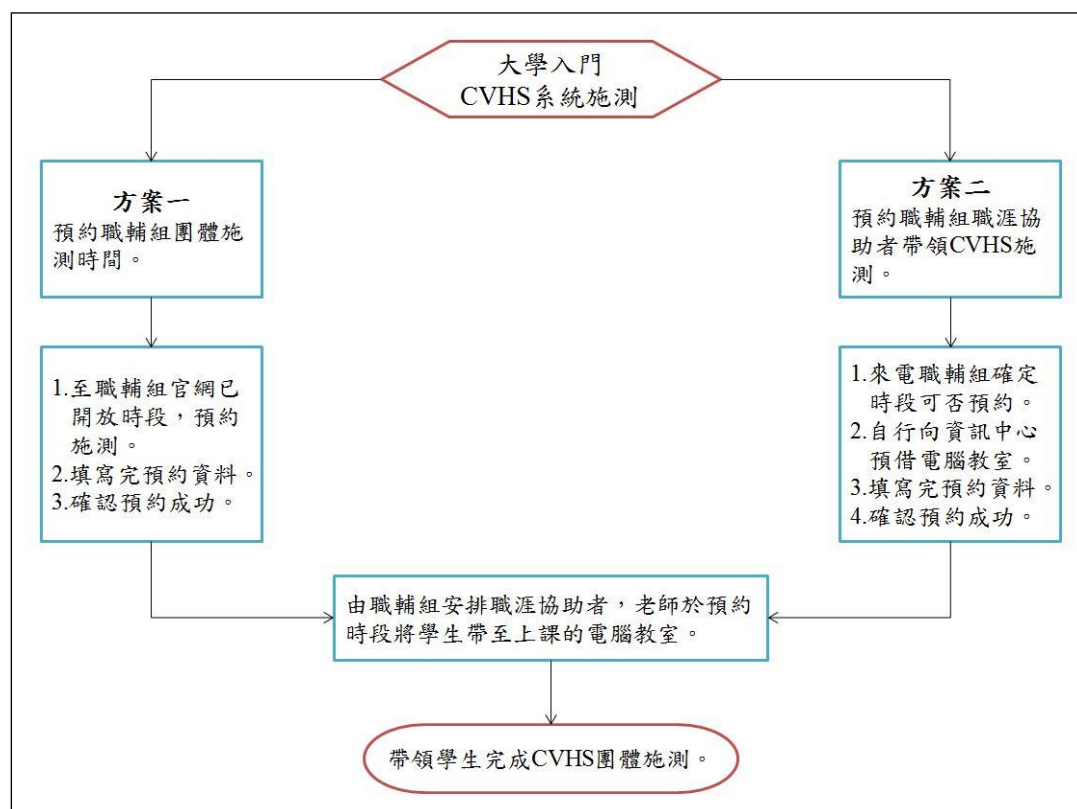 大學入門
CVHS系統施測
方案一
預約職輔組團體施
測時間。
方案二
預約職輔組職涯協
助者帶領CVHS施
測。
1.至職輔組官網已
開放時段，預約
施測。
2.填寫完預約資料。
3.確認預約成功。
1.來電職輔組確定
時段可否預約。
2.自行向資訊中心
預借電腦教室。
3.填寫完預約資料。
4.確認預約成功。
由職輔組安排職涯協助者，老師於預約
時段將學生帶至上課的電腦教室。
帶領學生完成CVHS團體施測。